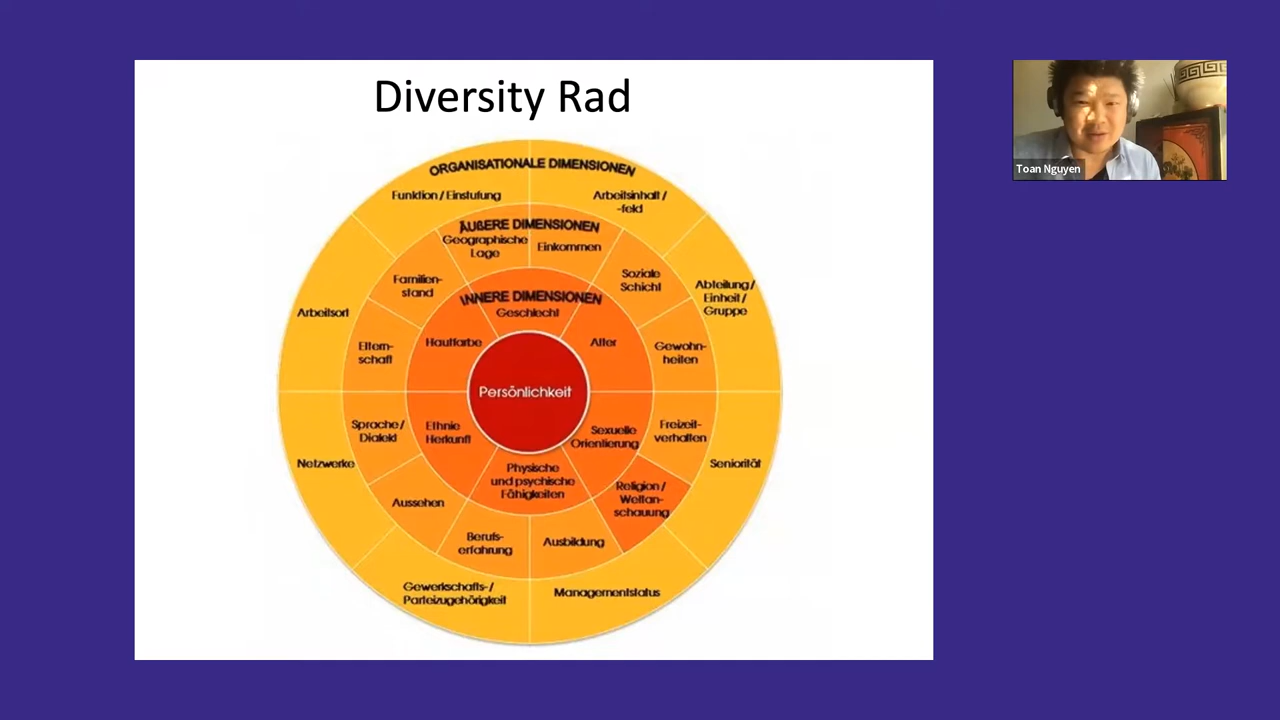 Diversity Rad
ORGANISATIONALE DIMENSIONEN
Funktion / Einstufung
Arbeitsinhalt /
-feld
Abteilung /
Einheit /
Gruppe
Seniorität
Managementstatus
Gewerkschafts-/
Parteizugehörigkeit
Netzwerke
Arbeitsort
ÄUßERE DIMENSIONEN
Geographische
Lage
Einkommen
Soziale
Schicht
Gewohn-
heiten
Freizeit-
verhalten
Religion /
Weltan-
schauung
Ausbildung
Berufs-
erfahrung
Aussehen
Sprache /
Dialekt
Eltern-
schaft
Familien-
stand
INNERE DIMENSIONEN
Geschlecht
Alter
Sexuelle
Orientierung
Physische
und psychische
Fähigkeiten
Ethnie
Herkunft
Hautfarbe
Persönlichkeit
Toan Nguyen